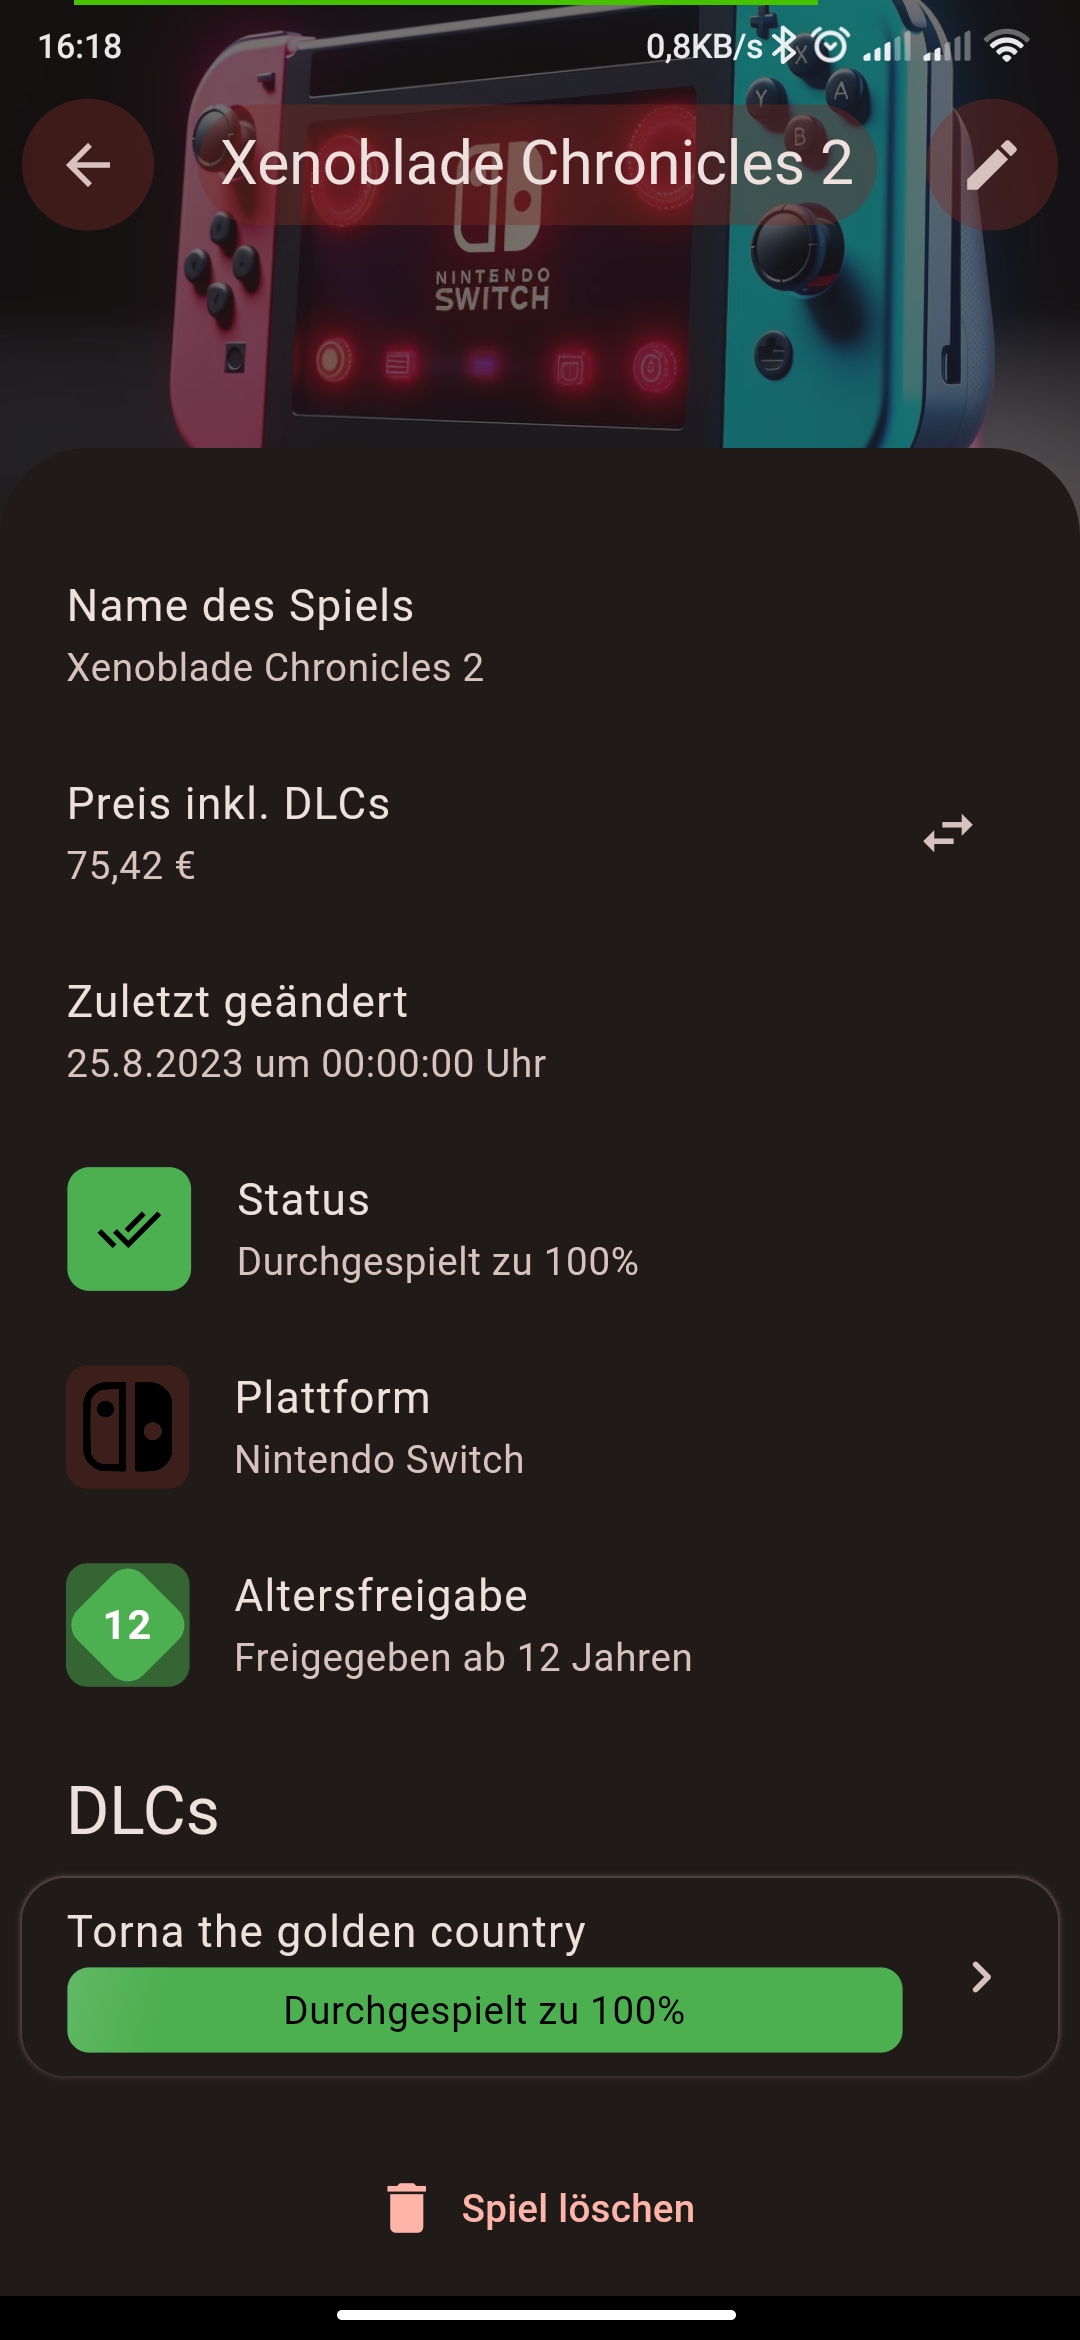 16:18
0,8KB/s
Xenoblade Chronicles 2
X
Y
A
B
NINTENDO
SWITCH
Name des Spiels
Xenoblade Chronicles 2
Preis inkl. DLCs
75,42 €
Zuletzt geändert
25.8.2023 um 00:00:00 Uhr
Status
Durchgespielt zu 100%
Plattform
Nintendo Switch
12
Altersfreigabe
Freigegeben ab 12 Jahren
DLCs
Torna the golden country
Durchgespielt zu 100%
Spiel löschen